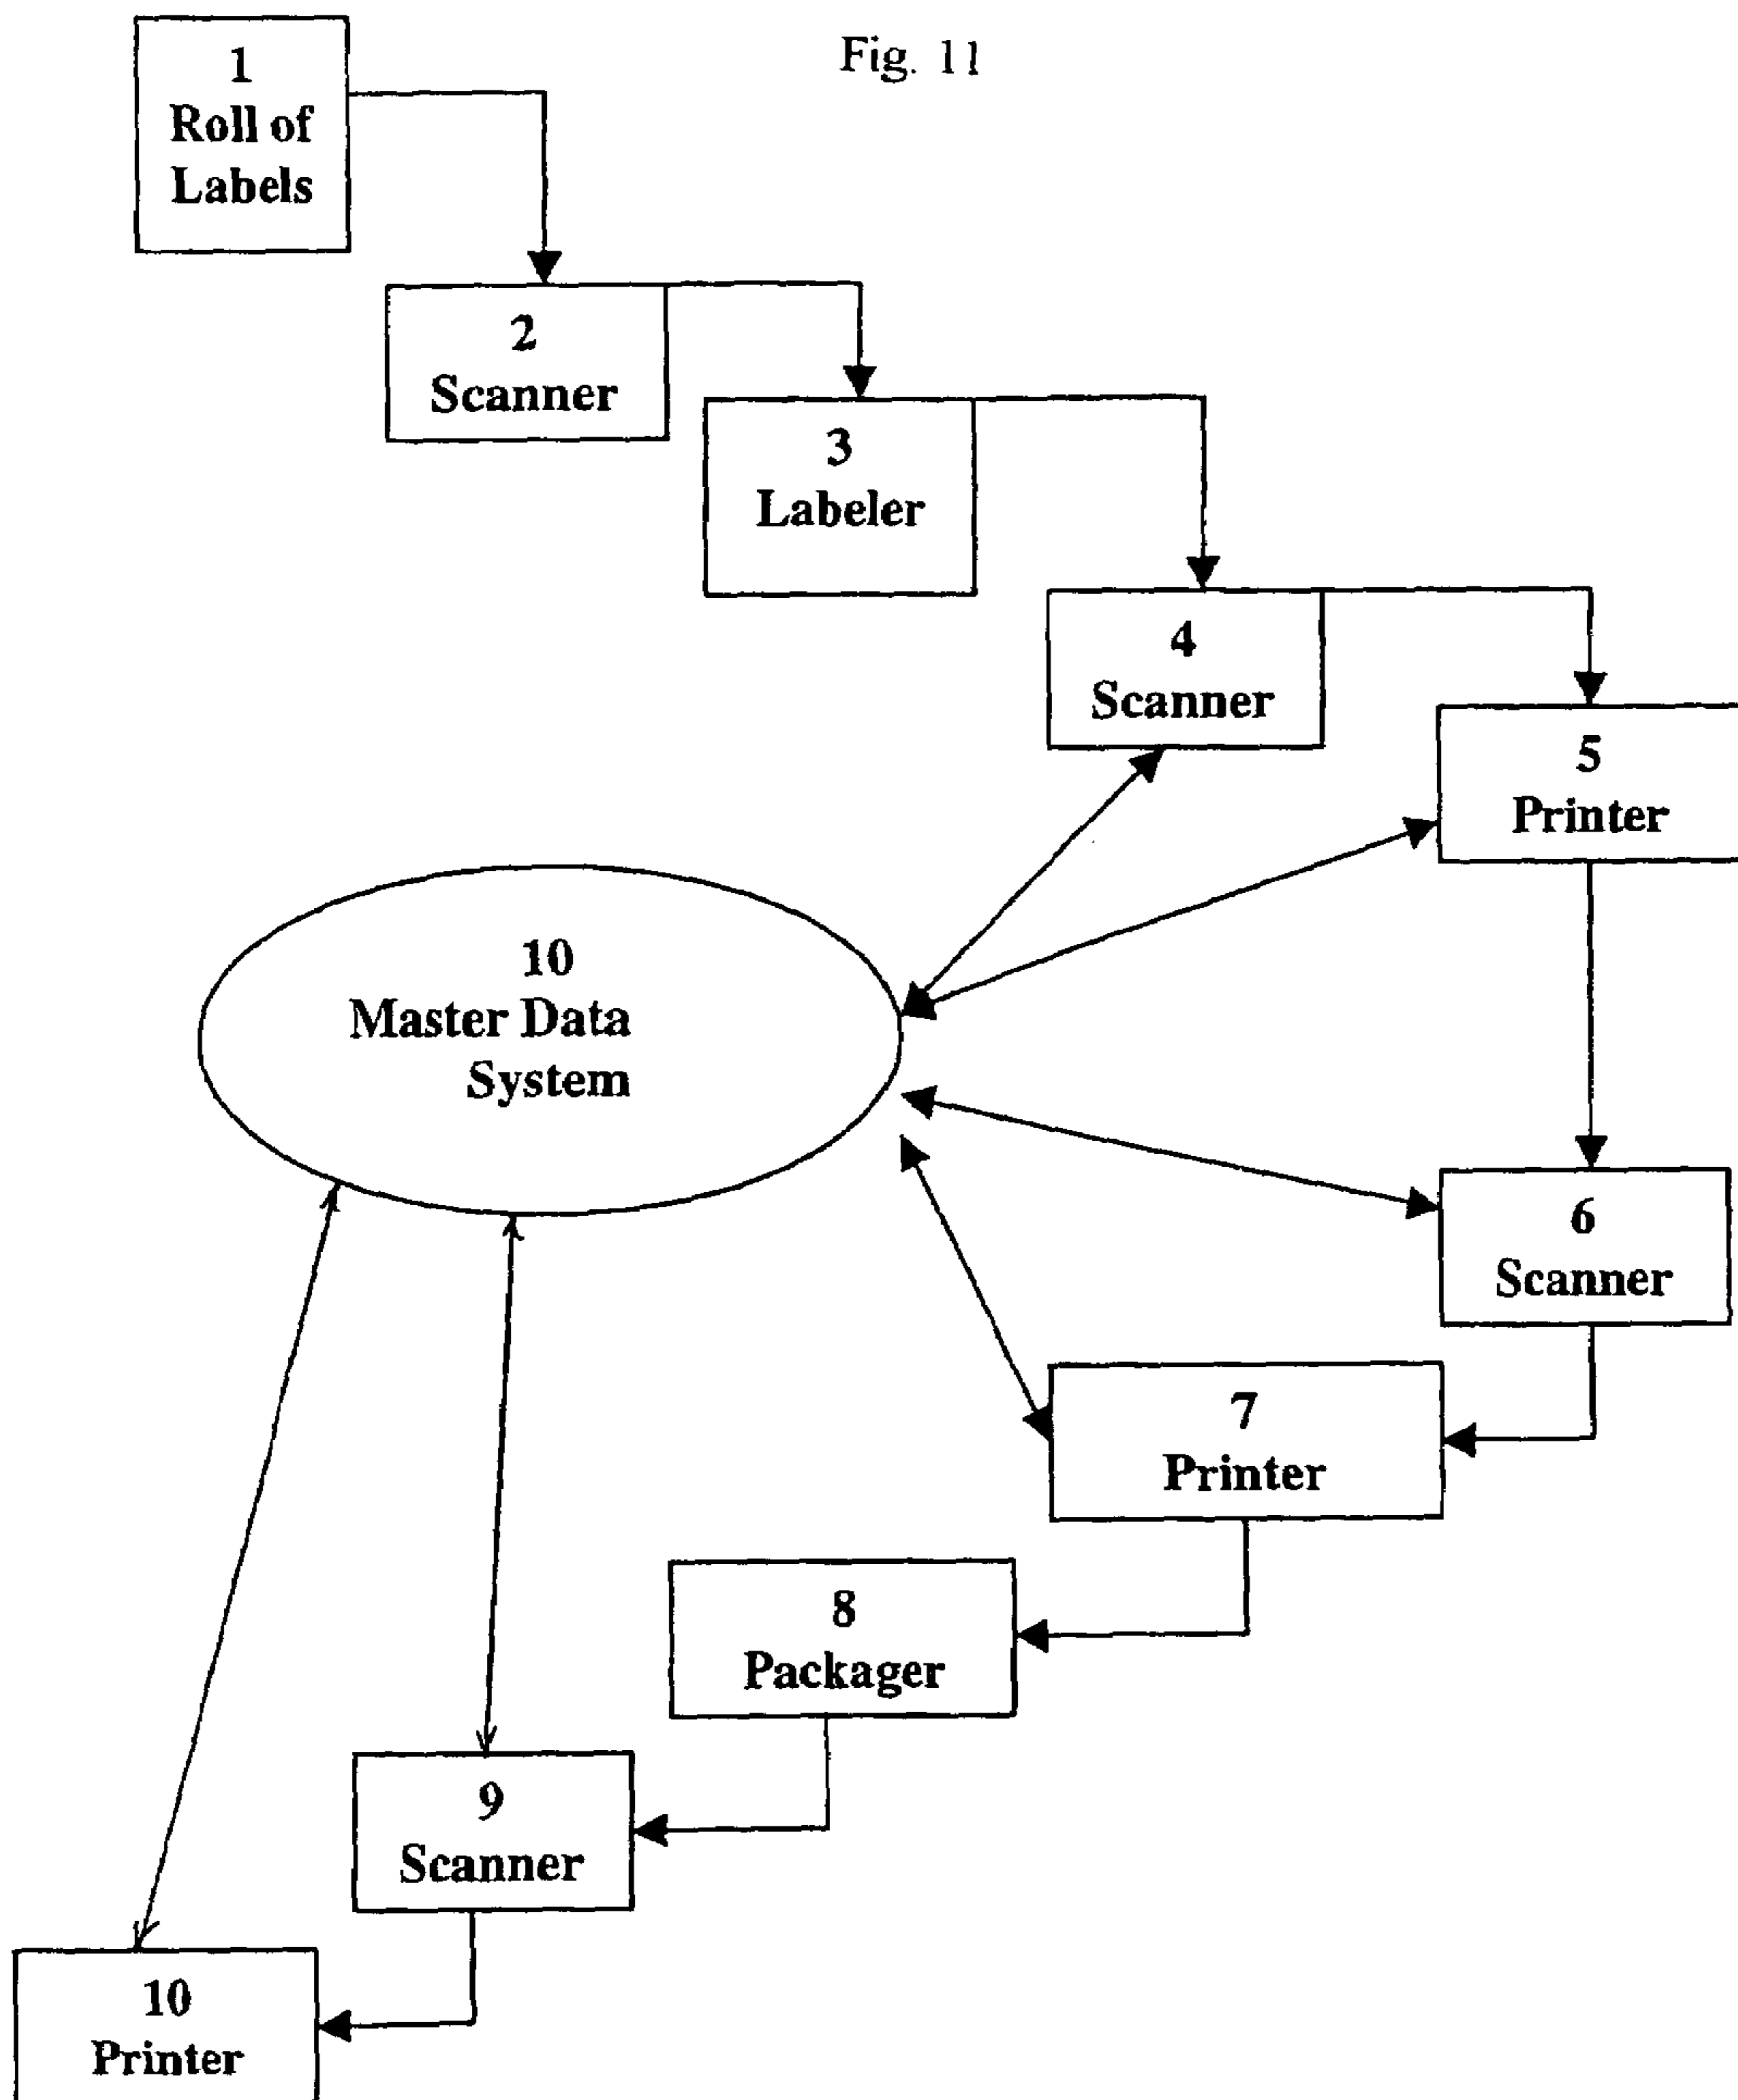 Fig. 11
1
Roll of
Labels
2
Scanner
3
Labeler
4
Scanner
5
Printer
10
Master Data
System
6
Scanner
7
Printer
8
Packager
9
Scanner
10
Printer